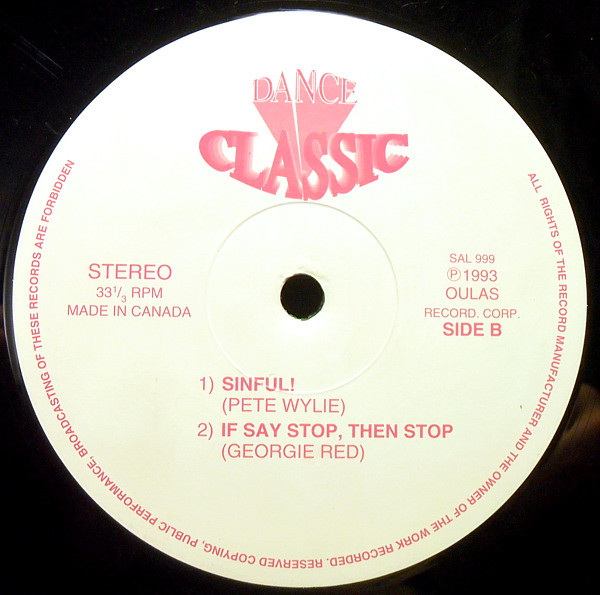 DANCE
CLASSIC
STEREO
33 1/3 RPM
MADE IN CANADA
SAL 999
℗ 1993
OULAS
RECORD. CORP.
SIDE B
1) SINFUL!
(PETE WYLIE)
2) IF SAY STOP, THEN STOP
(GEORGIE RED)
ALL RIGHTS OF THE RECORD MANUFACTURER AND THE OWNER OF THE WORK RECORDED. RESERVED COPYING, PUBLIC PERFORMANCE, BROADCASTING OF THESE RECORDS ARE FORBIDDEN